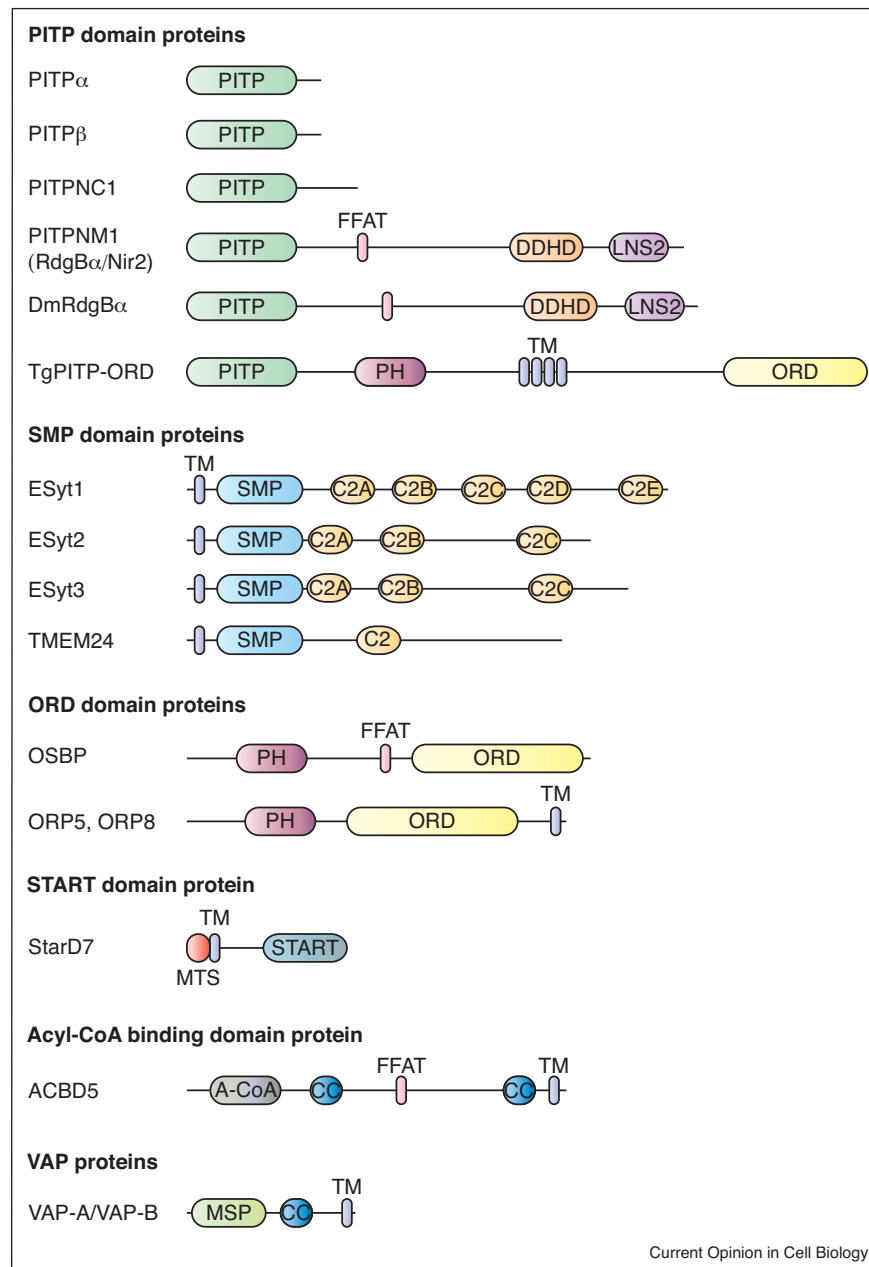 PITP domain proteins
PITPα PITP
PITPβ PITP
PITPNC1 PITP
FFAT
PITPNM1
(RdgBα/Nir2)
PITP DDHD LNS2
DmRdgBα PITP DDHD LNS2
TM
TgPITP-ORD PITP PH ORD
SMP domain proteins
TM
ESyt1 SMP C2A C2B C2C C2D C2E
ESyt2 SMP C2A C2B C2C
ESyt3 SMP C2A C2B C2C
TMEM24 SMP C2
ORD domain proteins
FFAT
OSBP PH ORD
TM
ORP5, ORP8 PH ORD
START domain protein
TM
StarD7 START
MTS
Acyl-CoA binding domain protein
FFAT TM
ACBD5 A-CoA CC CC
VAP proteins
TM
VAP-A/VAP-B MSP CC
Current Opinion in Cell Biology